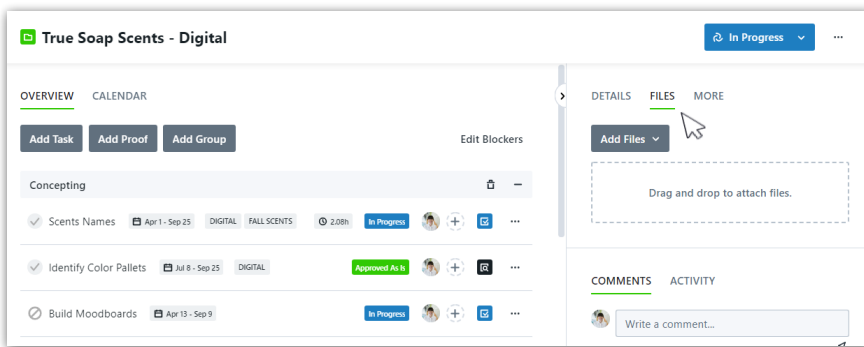 True Soap Scents - Digital
In Progress
OVERVIEW CALENDAR
DETAILS FILES MORE
Add Task Add Proof Add Group Edit Blockers
Add Files
Drag and drop to attach files.
Concepting
Scents Names Apr 1 - Sep 25 DIGITAL FALL SCENTS 2.08h In Progress
Identify Color Pallets Jul 8 - Sep 25 DIGITAL Approved As Is
Build Moodboards Apr 13 - Sep 9 In Progress
COMMENTS ACTIVITY
Write a comment...